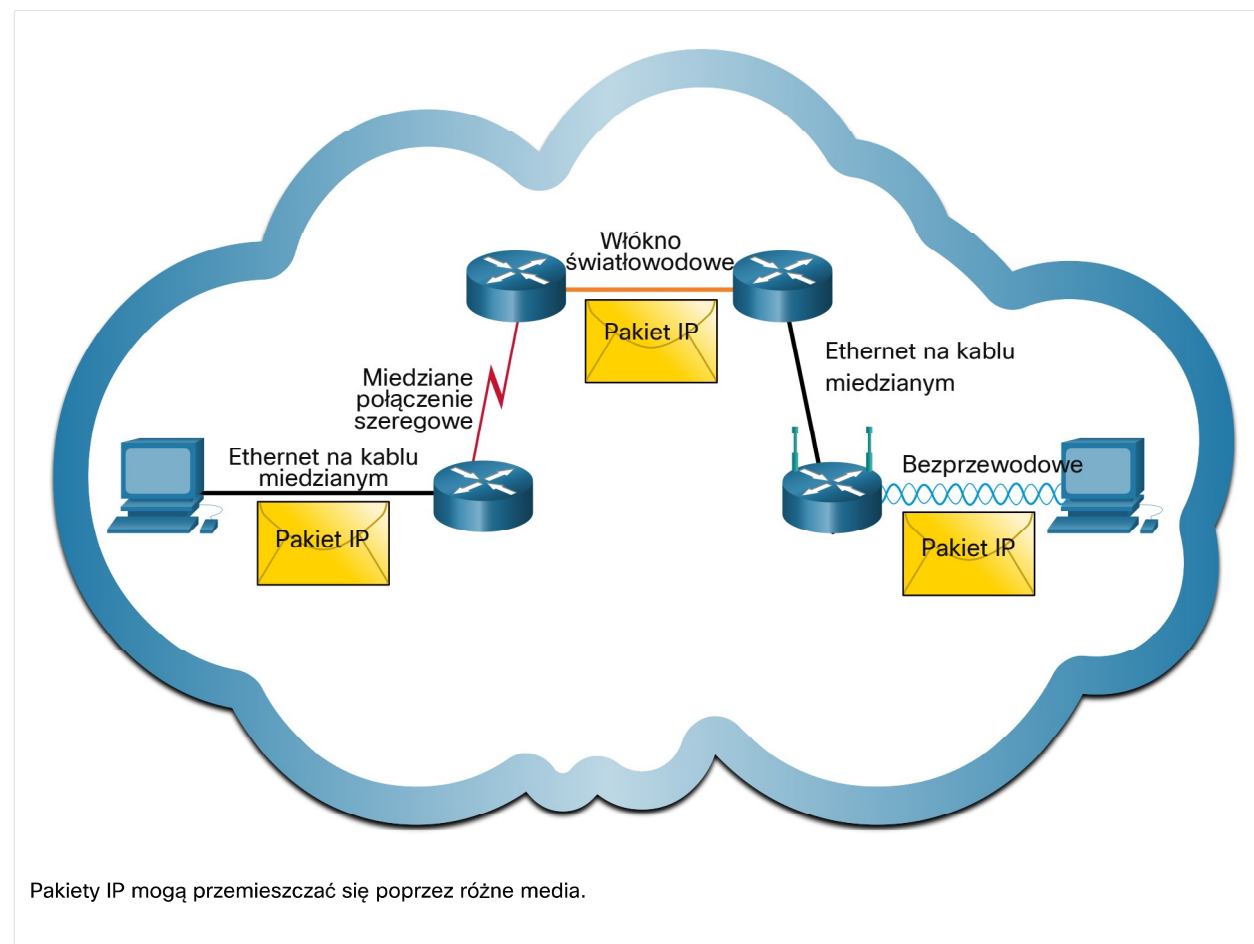 Włókno
światłowodowe
Pakiet IP
Ethernet na kablu
miedzianym
Miedziane
połączenie
szeregowe
Ethernet na kablu
miedzianym
Pakiet IP
Bezprzewodowe
Pakiet IP
Pakiety IP mogą przemieszczać się poprzez różne media.